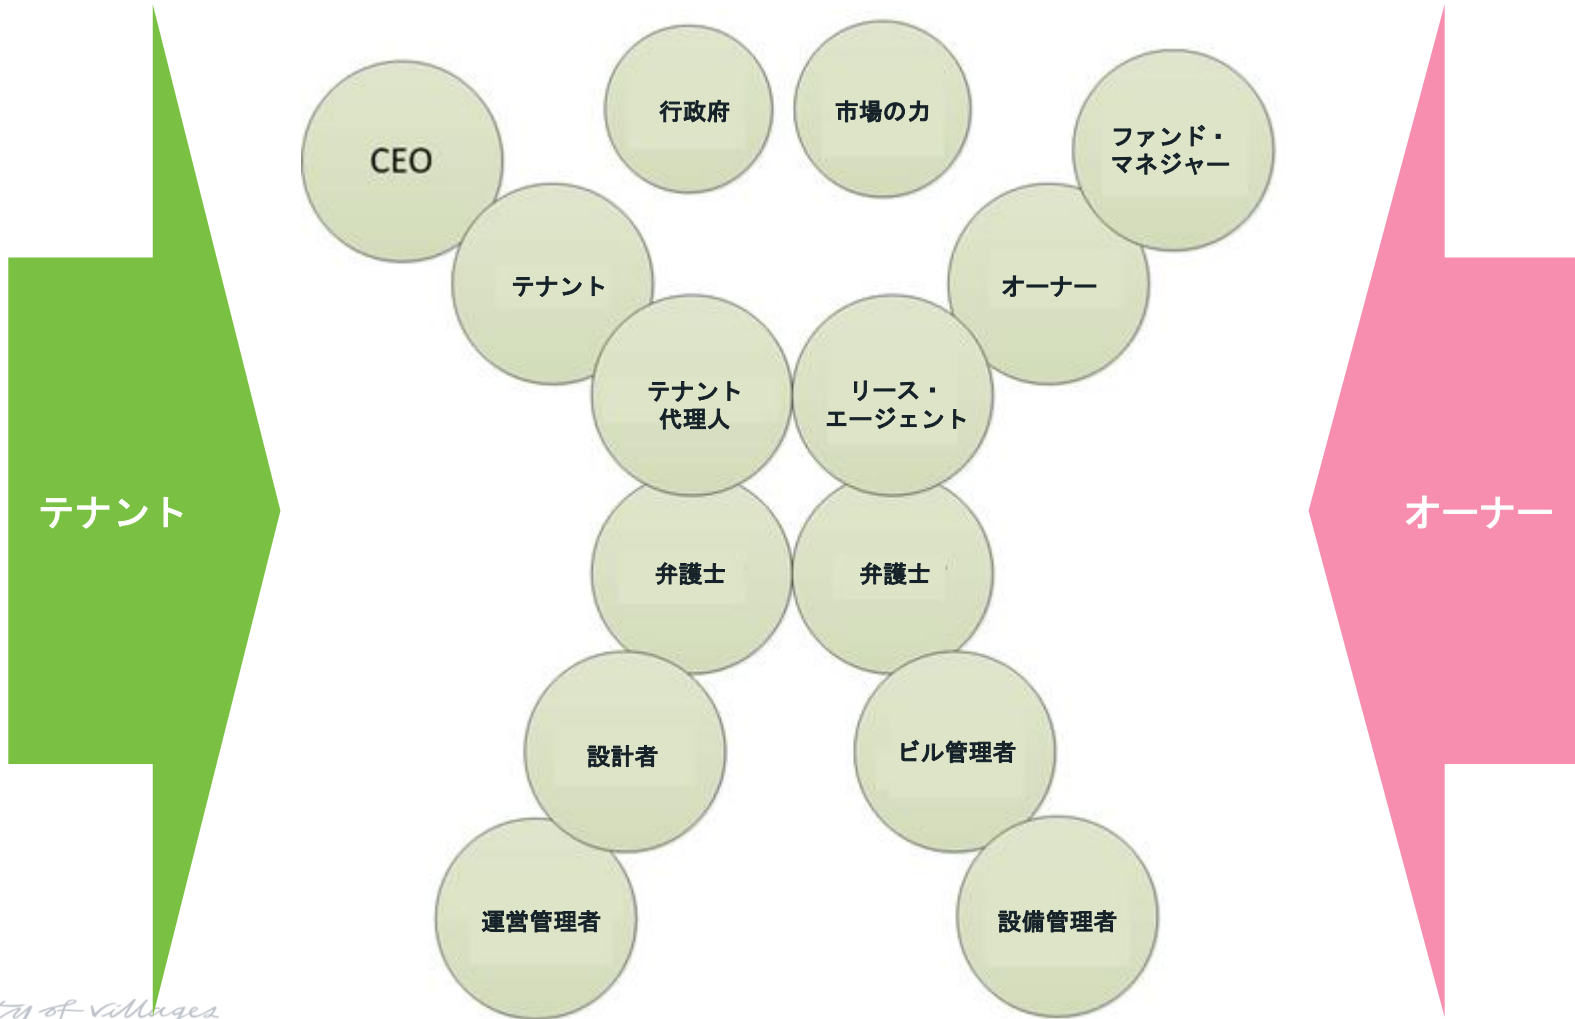 行政府
市場の力
CEO
ファンド・
マネジャー
テナント
オーナー
テナント
代理人
リース・
エージェント
テナント
オーナー
弁護士
弁護士
設計者
ビル管理者
運営管理者
設備管理者
of villages